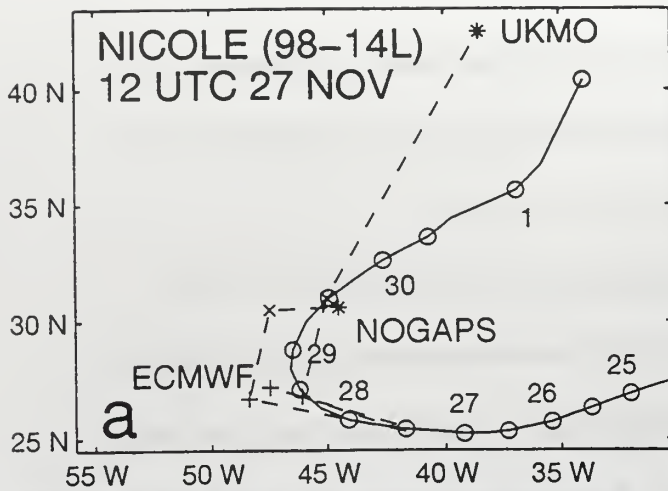 NICOLE (98-14L)
12 UTC 27 NOV
UKMO
40 N
35 N
30 N
25 N
1
30
NOGAPS
29
ECMWF
28
27
26
25
a
55 W
50 W
45 W
40 W
35 W